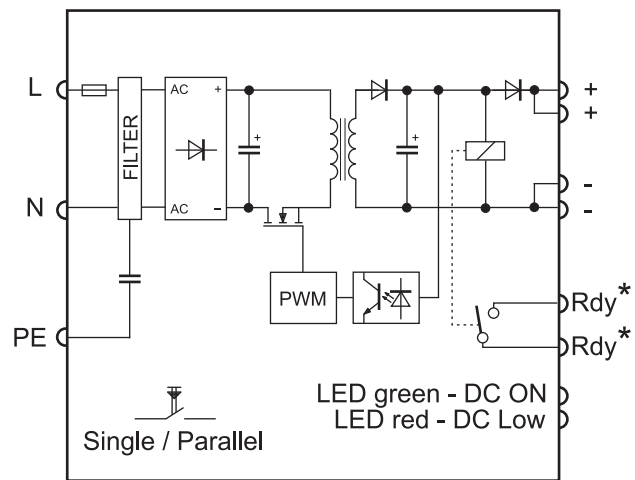 L
N
PE
FILTER
AC
+
AC
-
+
+
PWM
+
+
-
-
Rdy*
Rdy*
LED green - DC ON
LED red - DC Low
Single / Parallel